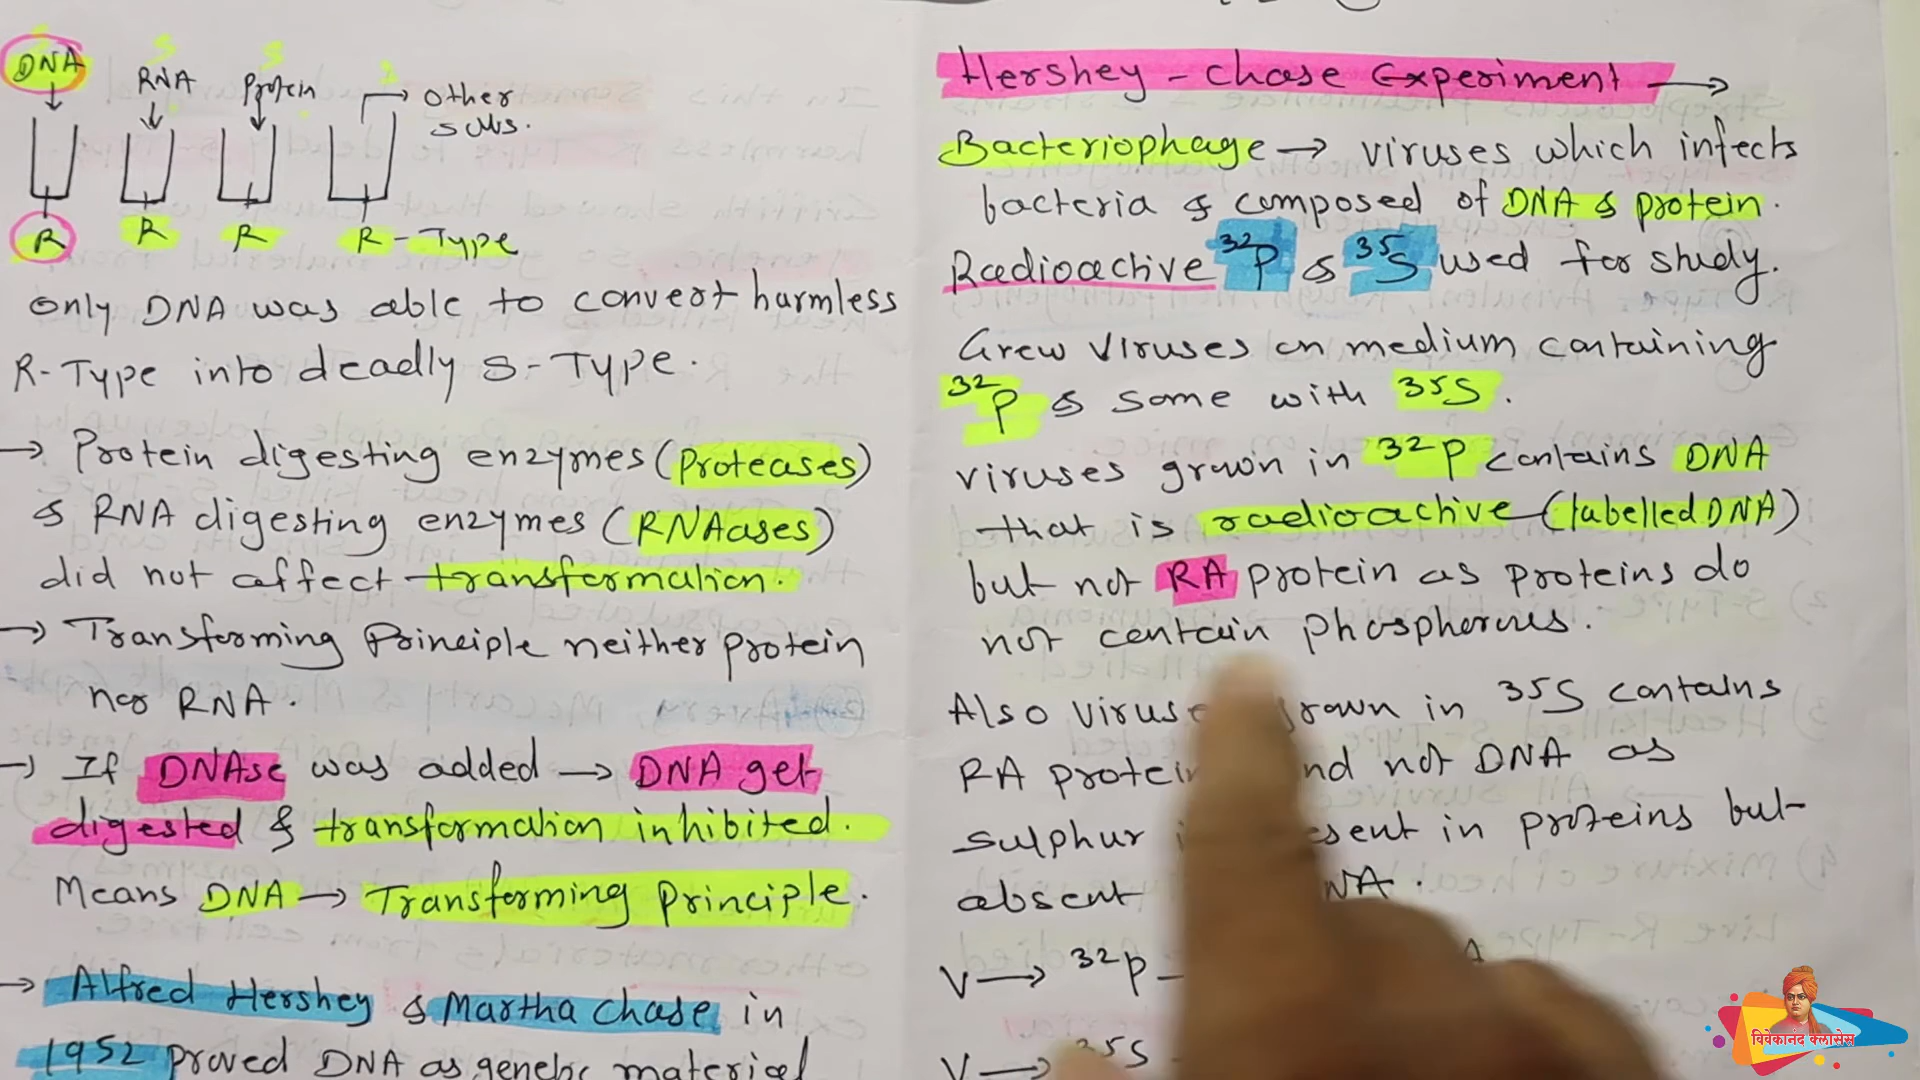 DNA
RNA
Protein
Other
subs.
R
R
R
R-Type
Only DNA was able to convert harmless
R-Type into deadly S-Type.
→ Protein digesting enzymes (Proteases)
& RNA digesting enzymes (RNAases)
did not affect transformation.
→ Transforming Principle neither protein
nor RNA.
→ If DNAse was added → DNA get
digested & transformation inhibited.
Means DNA → Transforming principle.
→ Alfred Hershey & Martha Chase in
1952 proved DNA as genetic material
Hershey - Chase Experiment →
Bacteriophage → viruses which infects
bacteria & composed of DNA & protein.
Radioactive 32P & 35S used for study.
Grew viruses on medium containing
32P & some with 35S.
viruses grown in 32P contains DNA
that is radioactive (labelled DNA)
but not RA protein as proteins do
not contain phosphorous.
Also grown in 35S contains
RA not DNA as
sulphur in proteins but
absent
V → 32P -
V → 35S
विवेकानंद क्लासेस